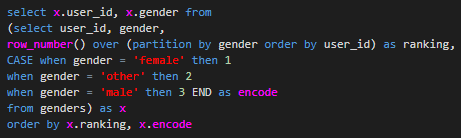 select x.user_id, x.gender from
(select user_id, gender,
row_number() over (partition by gender order by user_id) as ranking,
CASE when gender = 'female' then 1
when gender = 'other' then 2
when gender = 'male' then 3 END as encode
from genders) as x
order by x.ranking, x.encode